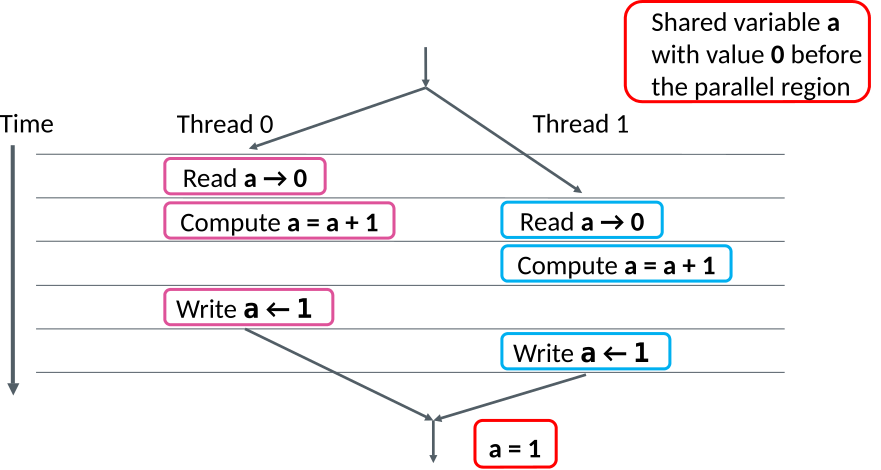 Shared variable a
with value 0 before
the parallel region
Time
Thread 0
Thread 1
Read a → 0
Compute a = a + 1
Read a → 0
Compute a = a + 1
Write a ← 1
Write a ← 1
a = 1